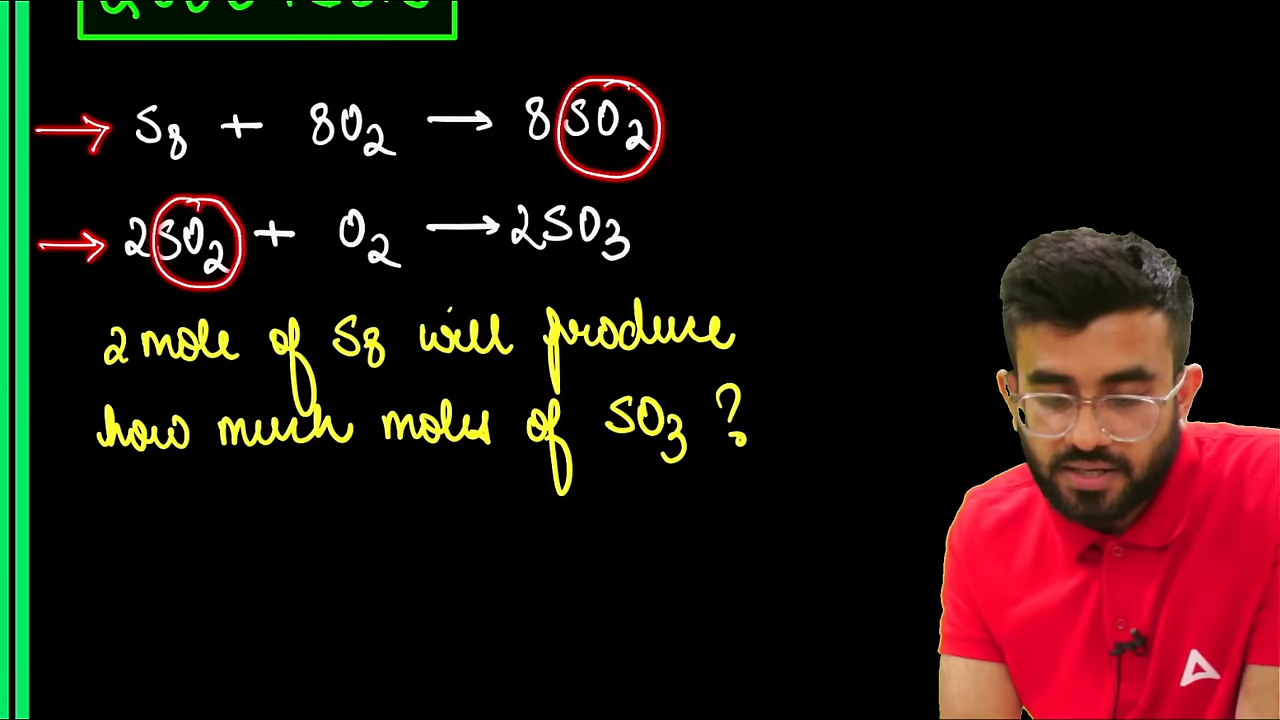 → S₈ + 8O₂ → 8SO₂
→ 2SO₂ + O₂ → 2SO₃
2 mole of S₈ will produce
how much moles of SO₃ ?